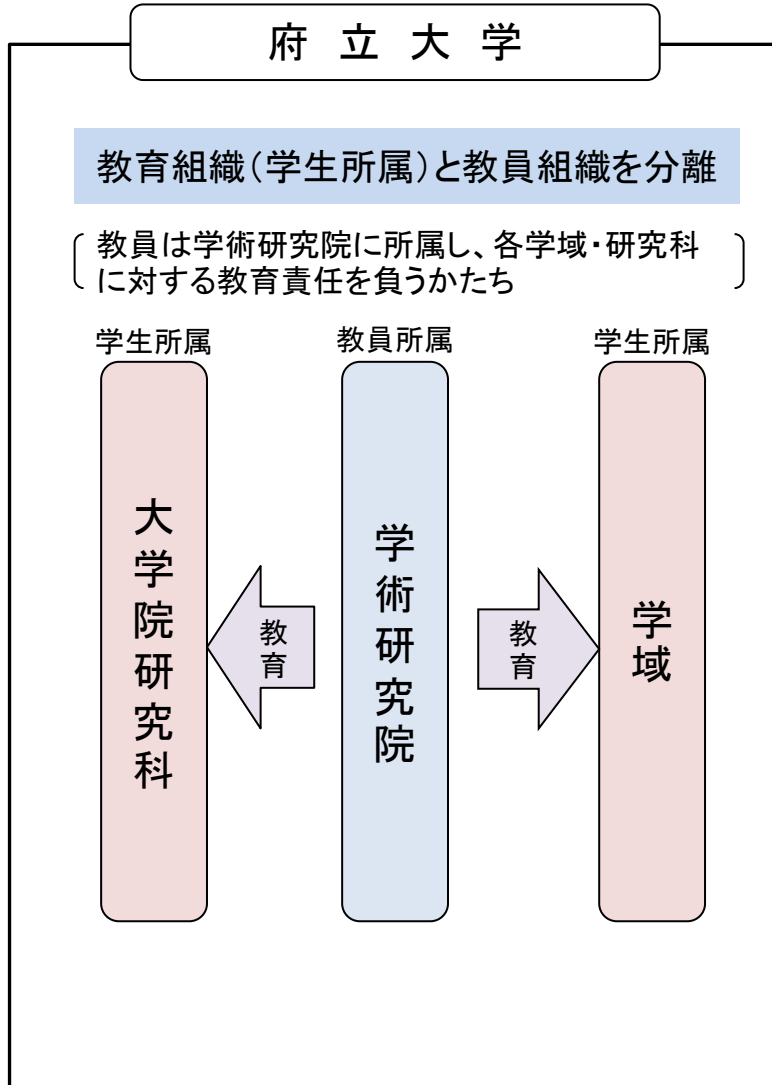 府立大学
教育組織(学生所属)と教員組織を分離
教員は学術研究院に所属し、各学域・研究科
に対する教育責任を負うかたち
学生所属
教員所属
学生所属
大学院研究科
教育
学術研究院
教育
学域